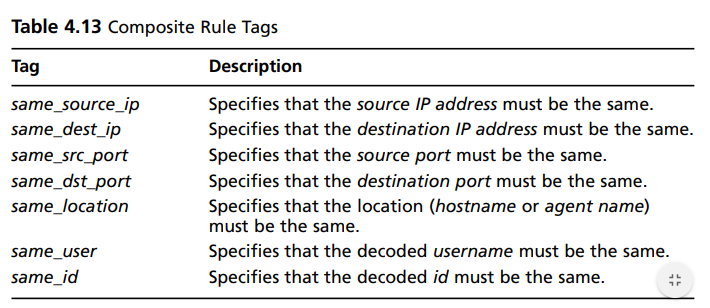 Table 4.13 Composite Rule Tags
Tag Description
same_source_ip Specifies that the source IP address must be the same.
same_dest_ip Specifies that the destination IP address must be the same.
same_src_port Specifies that the source port must be the same.
same_dst_port Specifies that the destination port must be the same.
same_location Specifies that the location (hostname or agent name)
must be the same.
same_user Specifies that the decoded username must be the same.
same_id Specifies that the decoded id must be the same.